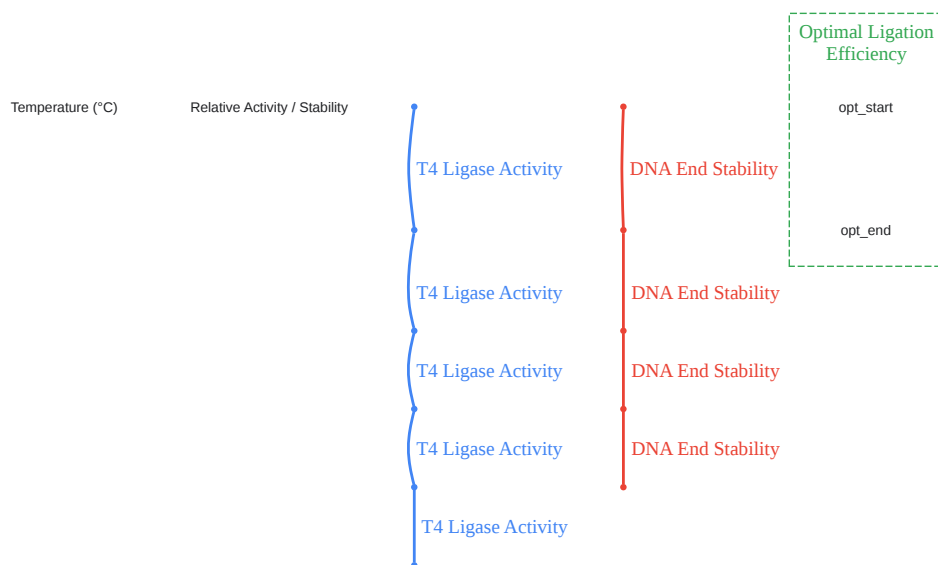 Optimal Ligation
Efficiency
Temperature (°C)
Relative Activity / Stability
opt_start
T4 Ligase Activity
DNA End Stability
opt_end
T4 Ligase Activity
DNA End Stability
T4 Ligase Activity
DNA End Stability
T4 Ligase Activity
DNA End Stability
T4 Ligase Activity